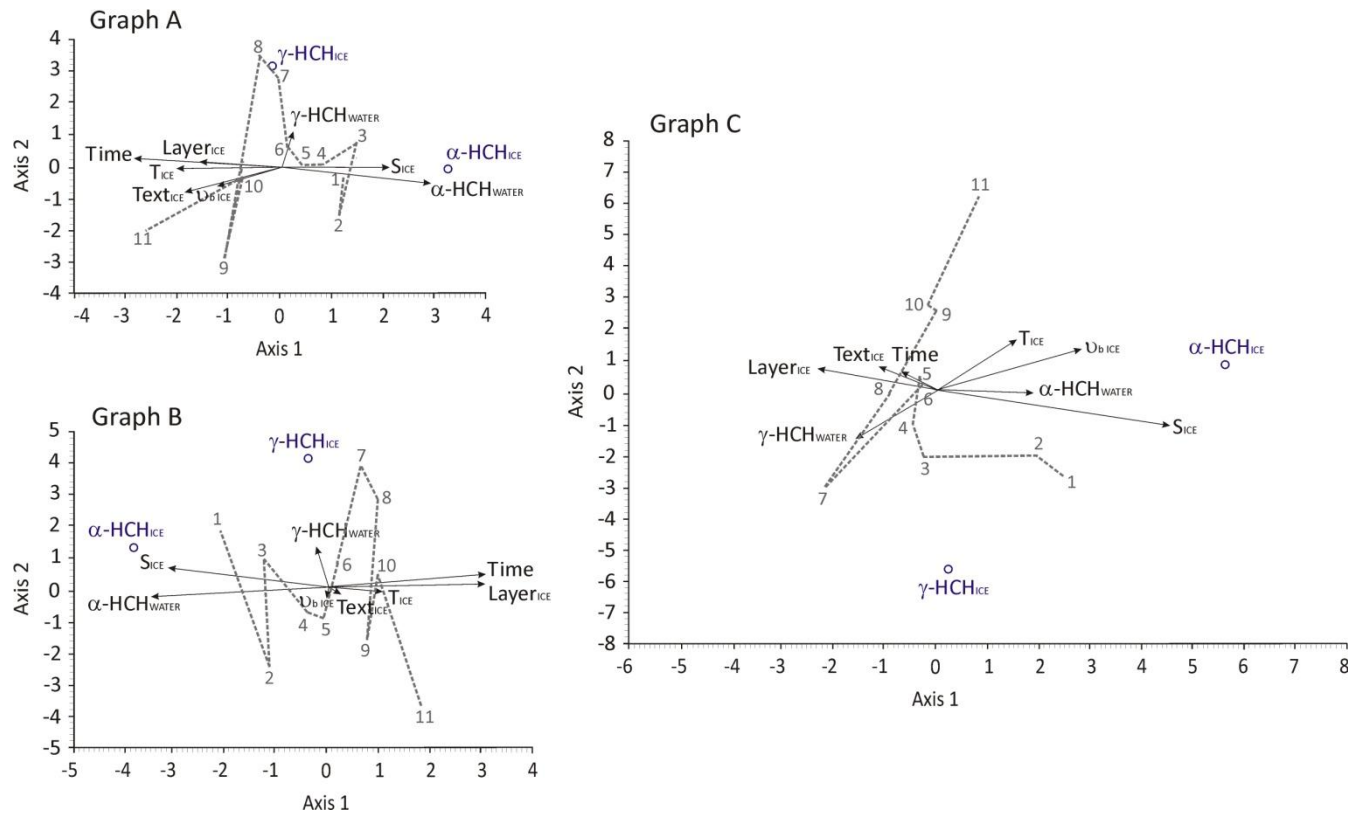 Graph A
4
8
γ-HCHICE
3
7
2
γ-HCHWATER
1
Axis 2
Time
LayerICE
6
5
4
3
α-HCHICE
0
TICE
SICE
TextICE
υb ICE
10
1
α-HCHWATER
-1
2
-2
11
-3
9
-4
-4
-3
-2
-1
0
1
2
3
4
Axis 1
Graph B
5
γ-HCHICE
7
4
3
8
2
α-HCHICE
1
3
γ-HCHWATER
1
SICE
6
10
Time
Axis 2
0
α-HCHWATER
υb ICE
TextICE
TICE
LayerICE
-1
4
5
9
-2
2
-3
-4
11
-5
-5
-4
-3
-2
-1
0
1
2
3
4
Axis 1
Graph C
8
7
11
6
5
4
3
10
9
2
TICE
υb ICE
α-HCHICE
1
LayerICE
TextICE
Time
5
Axis 2
0
8
6
α-HCHWATER
-1
γ-HCHWATER
4
SICE
-2
3
2
1
-3
7
-4
-5
-6
γ-HCHICE
-7
-8
-6
-5
-4
-3
-2
-1
0
1
2
3
4
5
6
7
8
Axis 1